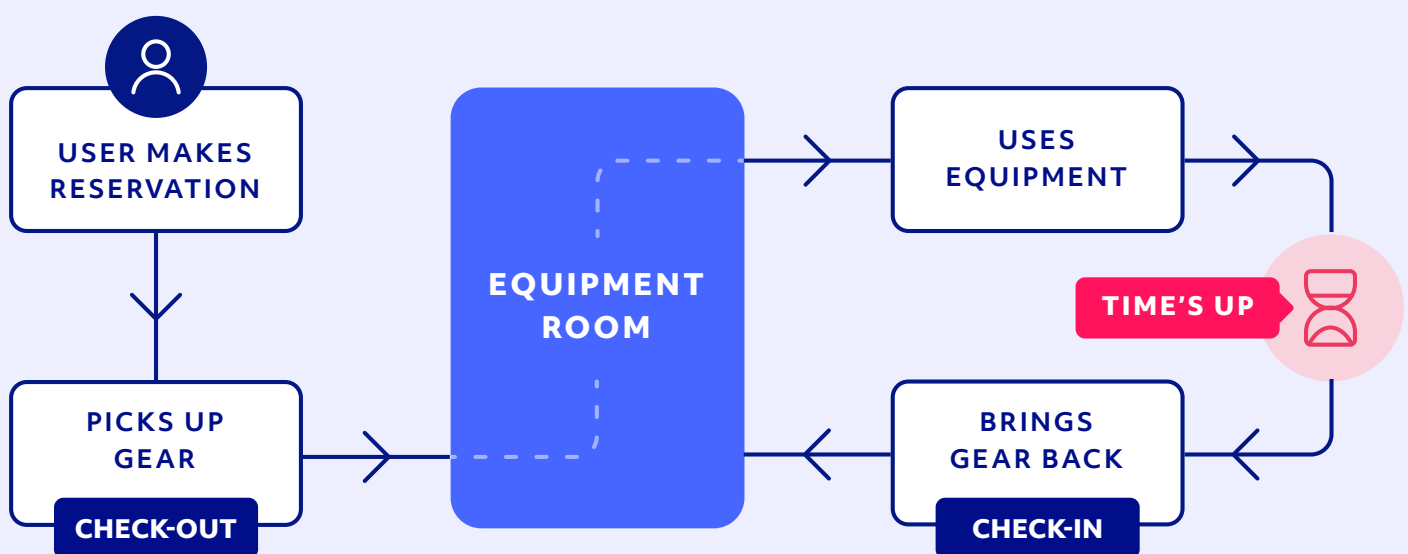 USER MAKES
RESERVATION
PICKS UP
GEAR
CHECK-OUT
EQUIPMENT
ROOM
USES
EQUIPMENT
TIME'S UP
BRINGS
GEAR BACK
CHECK-IN